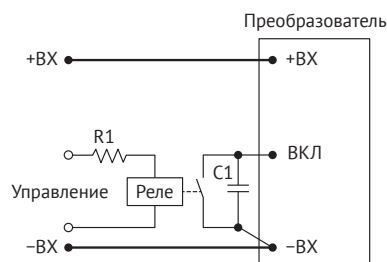 Преобразователь
+ВХ +ВХ
R1
ВКЛ
C1
Управление Реле
−ВХ −ВХ